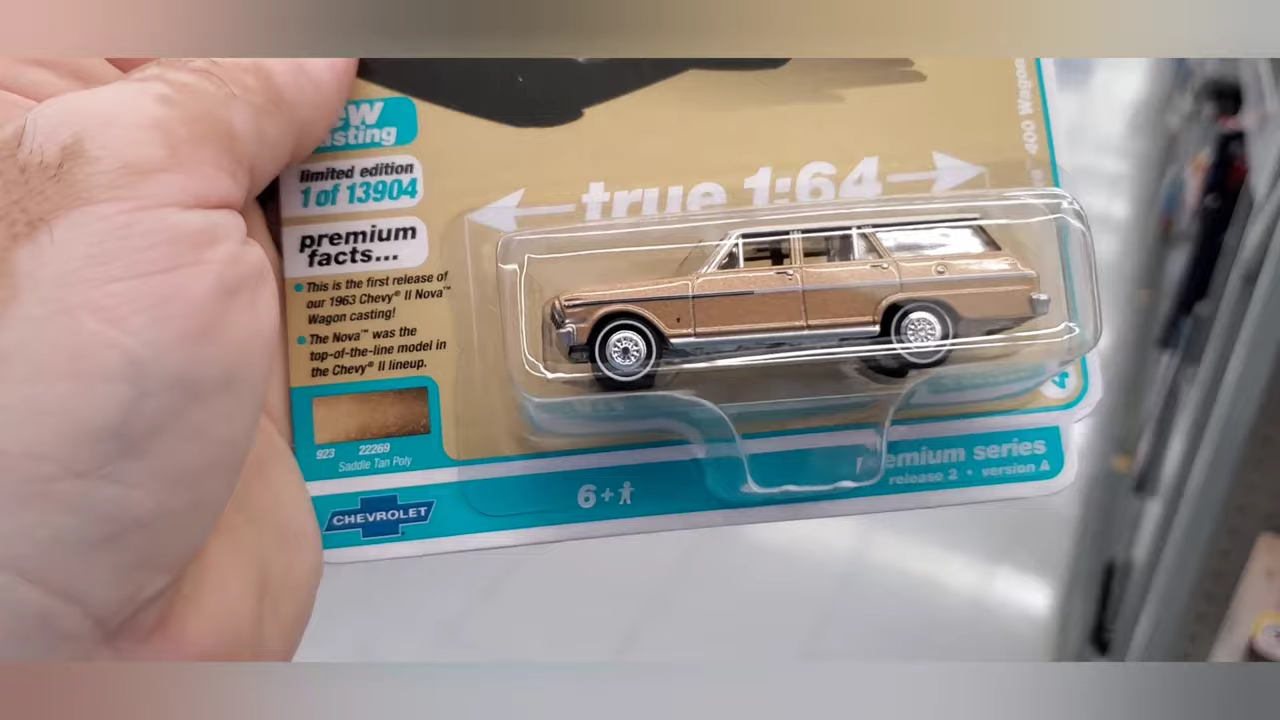 ew
asting
limited edition
1 of 13904
premium
facts...
This is the first release of
our 1963 Chevy® II Nova™
Wagon casting!
The Nova™ was the
top-of-the-line model in
the Chevy® II lineup.
923 22269
Saddle Tan Poly
CHEVROLET
true 1:64
400 Wagon
6+
emium series
release 2 • version A